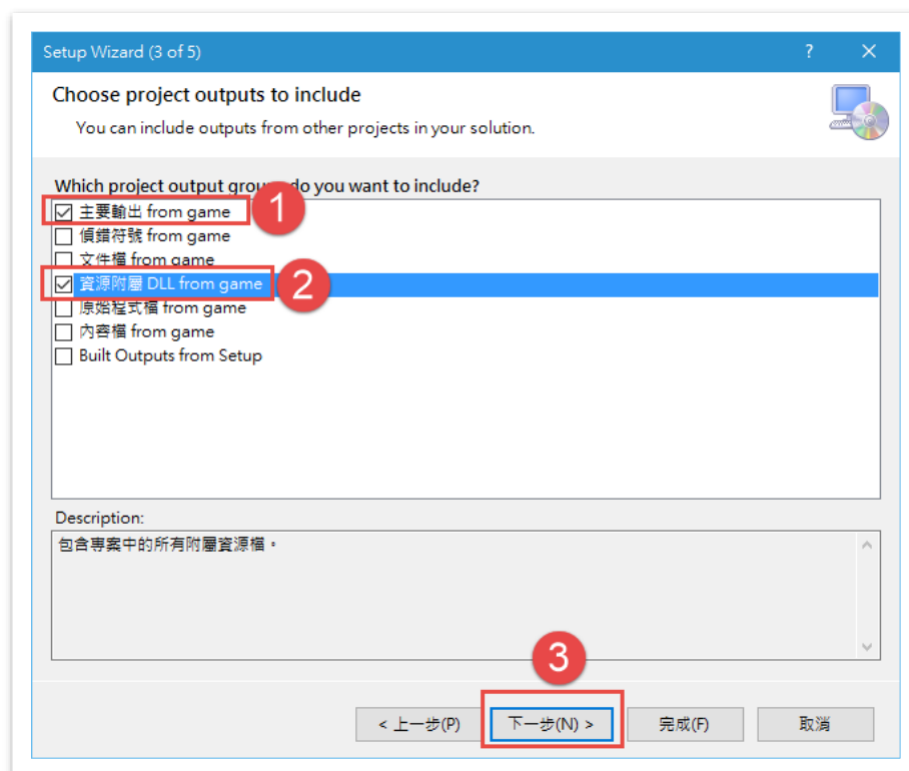 Setup Wizard (3 of 5)
?
Choose project outputs to include
You can include outputs from other projects in your solution.
Which project output group do you want to include?
主要輸出 from game
1
偵錯符號 from game
文件檔 from game
資源附屬 DLL from game
2
原始程式檔 from game
內容檔 from game
Built Outputs from Setup
Description:
包含專案中的所有附屬資源檔。
3
< 上一步(P)
下一步(N) >
完成(F)
取消